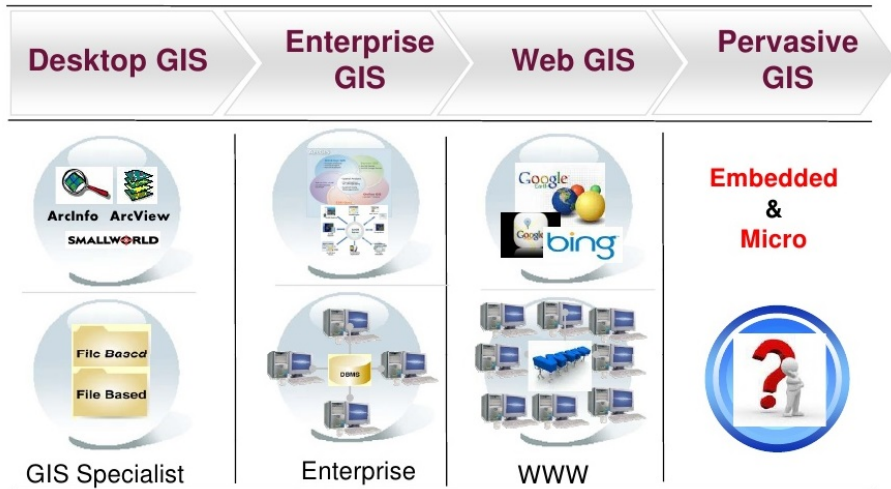 Desktop GIS
Enterprise
GIS
Web GIS
Pervasive
GIS
ArcInfo ArcView
SMALLWORLD
Google
Earth
Google
bing
Embedded
&
Micro
File Based
File Based
DBMS
?
GIS Specialist
Enterprise
WWW